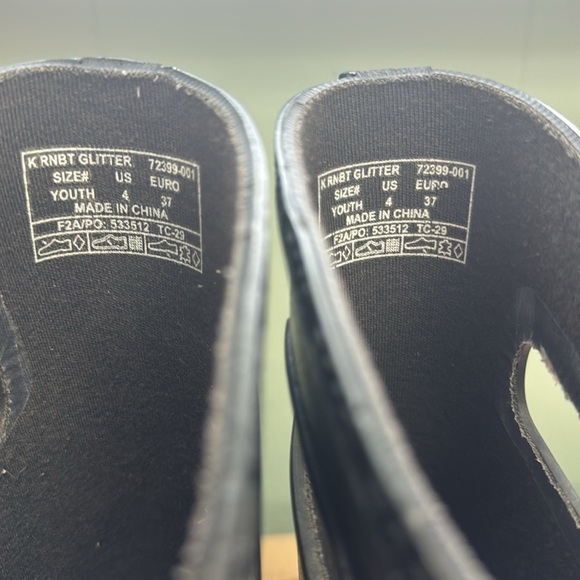 K RNBT GLITTER 72399-001
SIZE# US EURO
YOUTH 4 37
MADE IN CHINA
F2A/PO: 533512 TC-29
K RNBT GLITTER 72399-001
SIZE# US EURO
YOUTH 4 37
MADE IN CHINA
F2A/PO: 533512 TC-29